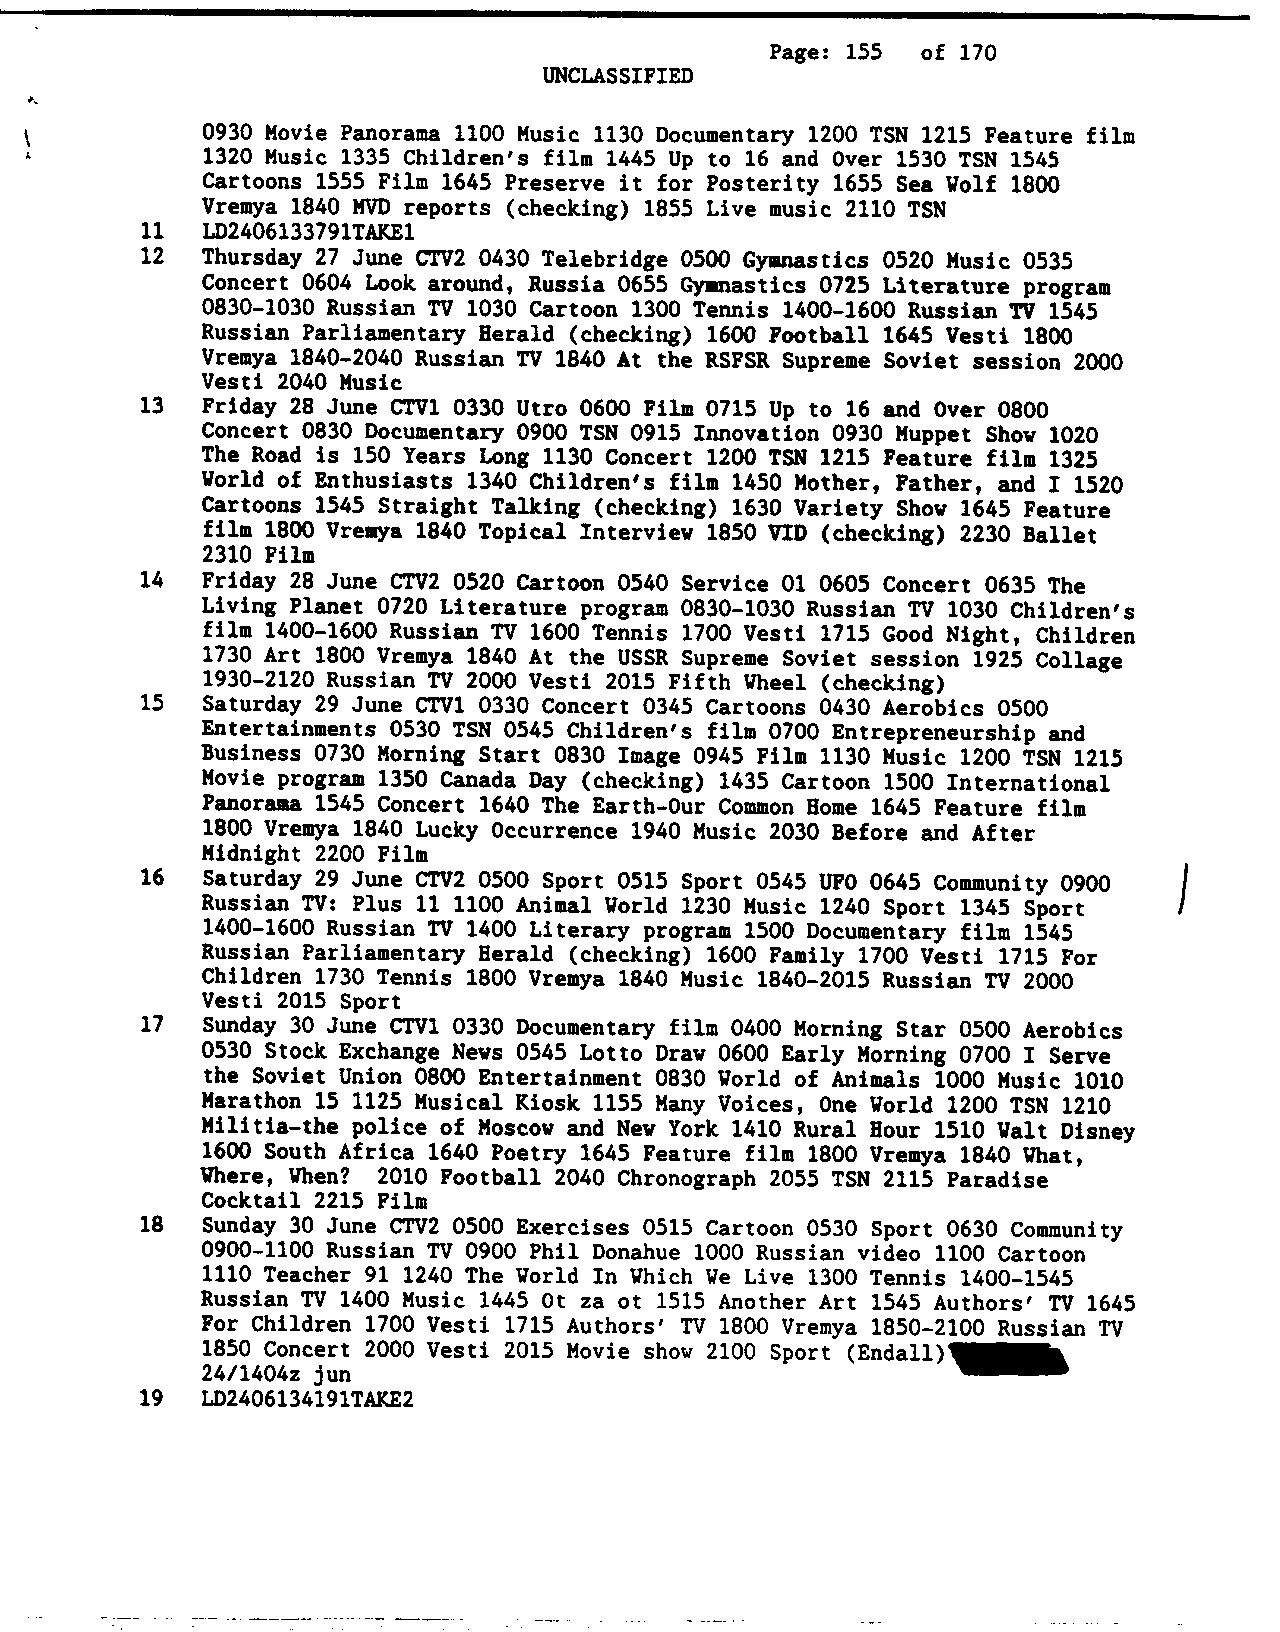 Page: 155 of 170
UNCLASSIFIED
0930 Movie Panorama 1100 Music 1130 Documentary 1200 TSN 1215 Feature film
1320 Music 1335 Children's film 1445 Up to 16 and Over 1530 TSN 1545
Cartoons 1555 Film 1645 Preserve it for Posterity 1655 Sea Wolf 1800
Vremya 1840 MVD reports (checking) 1855 Live music 2110 TSN
11 LD2406133791TAKE1
12 Thursday 27 June CTV2 0430 Telebridge 0500 Gymnastics 0520 Music 0535
Concert 0604 Look around, Russia 0655 Gymnastics 0725 Literature program
0830-1030 Russian TV 1030 Cartoon 1300 Tennis 1400-1600 Russian TV 1545
Russian Parliamentary Herald (checking) 1600 Football 1645 Vesti 1800
Vremya 1840-2040 Russian TV 1840 At the RSFSR Supreme Soviet session 2000
Vesti 2040 Music
13 Friday 28 June CTV1 0330 Utro 0600 Film 0715 Up to 16 and Over 0800
Concert 0830 Documentary 0900 TSN 0915 Innovation 0930 Muppet Show 1020
The Road is 150 Years Long 1130 Concert 1200 TSN 1215 Feature film 1325
World of Enthusiasts 1340 Children's film 1450 Mother, Father, and I 1520
Cartoons 1545 Straight Talking (checking) 1630 Variety Show 1645 Feature
film 1800 Vremya 1840 Topical Interview 1850 VID (checking) 2230 Ballet
2310 Film
14 Friday 28 June CTV2 0520 Cartoon 0540 Service 01 0605 Concert 0635 The
Living Planet 0720 Literature program 0830-1030 Russian TV 1030 Children's
film 1400-1600 Russian TV 1600 Tennis 1700 Vesti 1715 Good Night, Children
1730 Art 1800 Vremya 1840 At the USSR Supreme Soviet session 1925 Collage
1930-2120 Russian TV 2000 Vesti 2015 Fifth Wheel (checking)
15 Saturday 29 June CTV1 0330 Concert 0345 Cartoons 0430 Aerobics 0500
Entertainments 0530 TSN 0545 Children's film 0700 Entrepreneurship and
Business 0730 Morning Start 0830 Image 0945 Film 1130 Music 1200 TSN 1215
Movie program 1350 Canada Day (checking) 1435 Cartoon 1500 International
Panorama 1545 Concert 1640 The Earth-Our Common Home 1645 Feature film
1800 Vremya 1840 Lucky Occurrence 1940 Music 2030 Before and After
Midnight 2200 Film
16 Saturday 29 June CTV2 0500 Sport 0515 Sport 0545 UFO 0645 Community 0900
Russian TV: Plus 11 1100 Animal World 1230 Music 1240 Sport 1345 Sport
1400-1600 Russian TV 1400 Literary program 1500 Documentary film 1545
Russian Parliamentary Herald (checking) 1600 Family 1700 Vesti 1715 For
Children 1730 Tennis 1800 Vremya 1840 Music 1840-2015 Russian TV 2000
Vesti 2015 Sport
17 Sunday 30 June CTV1 0330 Documentary film 0400 Morning Star 0500 Aerobics
0530 Stock Exchange News 0545 Lotto Draw 0600 Early Morning 0700 I Serve
the Soviet Union 0800 Entertainment 0830 World of Animals 1000 Music 1010
Marathon 15 1125 Musical Kiosk 1155 Many Voices, One World 1200 TSN 1210
Militia-the police of Moscow and New York 1410 Rural Hour 1510 Walt Disney
1600 South Africa 1640 Poetry 1645 Feature film 1800 Vremya 1840 What,
Where, When? 2010 Football 2040 Chronograph 2055 TSN 2115 Paradise
Cocktail 2215 Film
18 Sunday 30 June CTV2 0500 Exercises 0515 Cartoon 0530 Sport 0630 Community
0900-1100 Russian TV 0900 Phil Donahue 1000 Russian video 1100 Cartoon
1110 Teacher 91 1240 The World In Which We Live 1300 Tennis 1400-1545
Russian TV 1400 Music 1445 Ot za ot 1515 Another Art 1545 Authors' TV 1645
For Children 1700 Vesti 1715 Authors' TV 1800 Vremya 1850-2100 Russian TV
1850 Concert 2000 Vesti 2015 Movie show 2100 Sport (Endall)
24/1404z jun
19 LD2406134191TAKE2